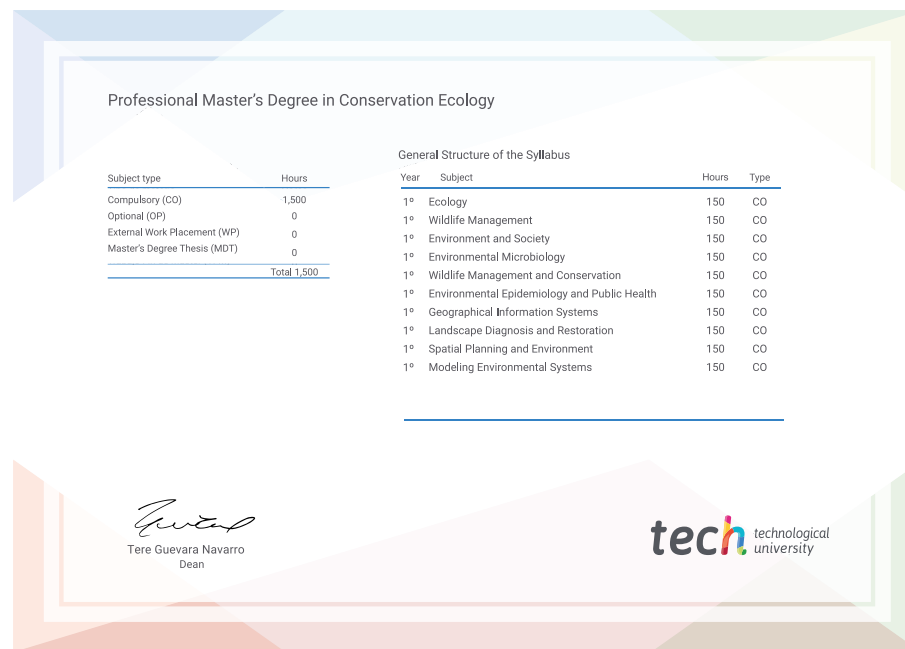 Professional Master's Degree in Conservation Ecology
Subject type Hours
Compulsory (CO) 1,500
Optional (OP) 0
External Work Placement (WP) 0
Master's Degree Thesis (MDT) 0
Total 1,500
General Structure of the Syllabus
Year Subject Hours Type
1º Ecology 150 CO
1º Wildlife Management 150 CO
1º Environment and Society 150 CO
1º Environmental Microbiology 150 CO
1º Wildlife Management and Conservation 150 CO
1º Environmental Epidemiology and Public Health 150 CO
1º Geographical Information Systems 150 CO
1º Landscape Diagnosis and Restoration 150 CO
1º Spatial Planning and Environment 150 CO
1º Modeling Environmental Systems 150 CO
Tere Guevara Navarro
Dean
tech technological
university